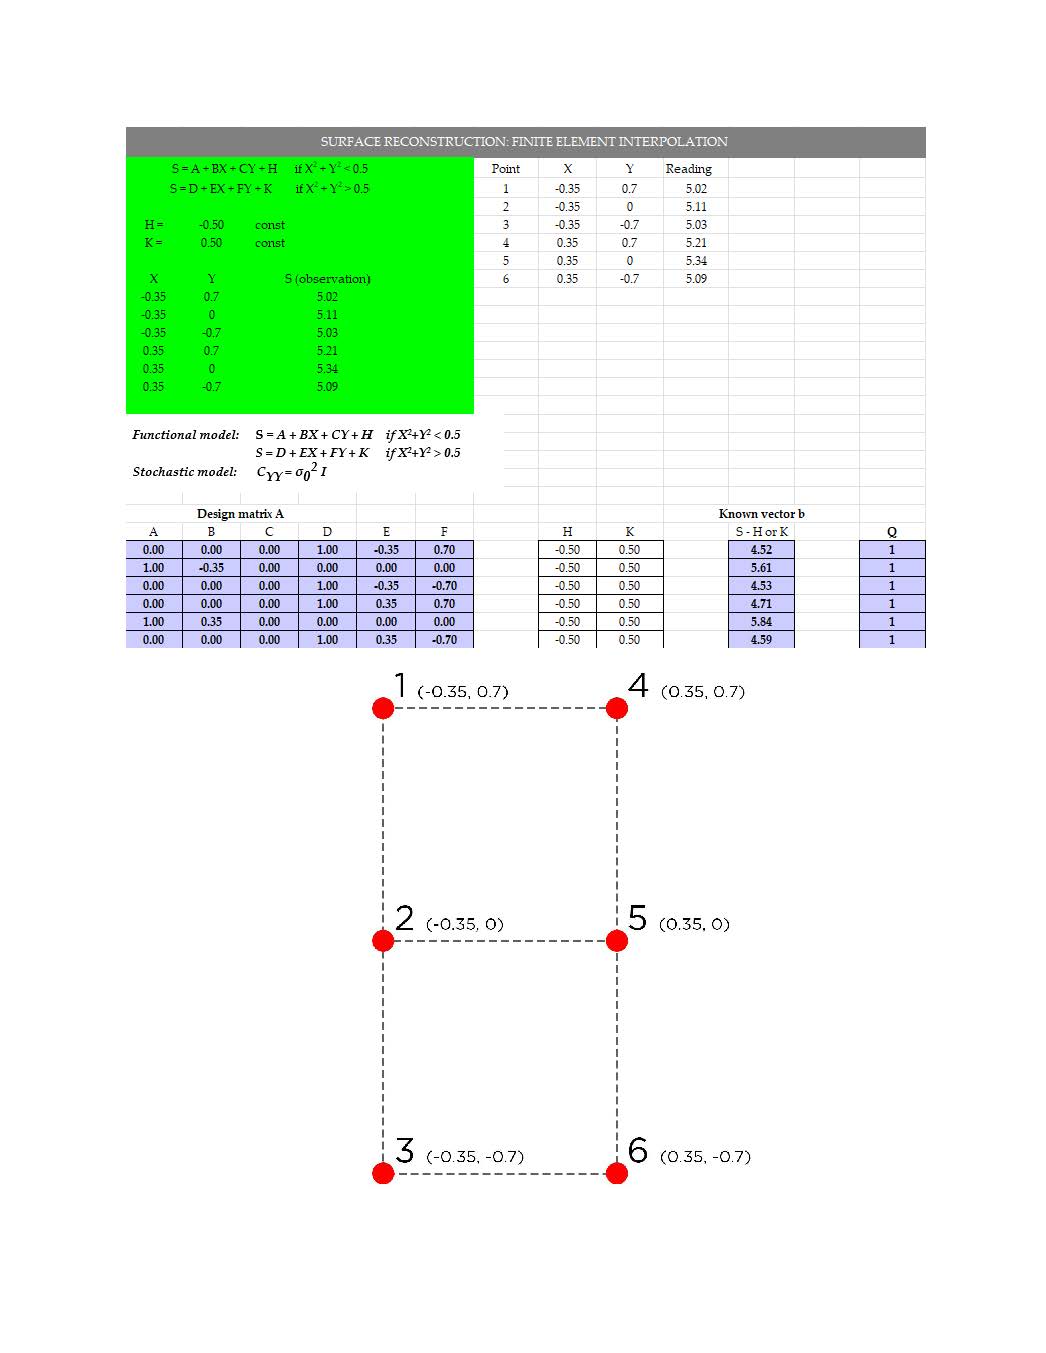 SURFACE RECONSTRUCTION: FINITE ELEMENT INTERPOLATION
S = A + BX + CY + H if X² + Y² < 0.5
S = D + EX + FY + K if X² + Y² > 0.5
H = -0.50 const
K = 0.50 const
X Y S (observation)
-0.35 0.7 5.02
-0.35 0 5.11
-0.35 -0.7 5.03
0.35 0.7 5.21
0.35 0 5.34
0.35 -0.7 5.09
Point X Y Reading
1 -0.35 0.7 5.02
2 -0.35 0 5.11
3 -0.35 -0.7 5.03
4 0.35 0.7 5.21
5 0.35 0 5.34
6 0.35 -0.7 5.09
Functional model: S = A + BX + CY + H if X²+Y² < 0.5
S = D + EX + FY + K if X²+Y² > 0.5
Stochastic model: CYY = σ0² I
Design matrix A Known vector b
A B C D E F H K S - H or K Q
0.00 0.00 0.00 1.00 -0.35 0.70 -0.50 0.50 4.52 1
1.00 -0.35 0.00 0.00 0.00 0.00 -0.50 0.50 5.61 1
0.00 0.00 0.00 1.00 -0.35 -0.70 -0.50 0.50 4.53 1
0.00 0.00 0.00 1.00 0.35 0.70 -0.50 0.50 4.71 1
1.00 0.35 0.00 0.00 0.00 0.00 -0.50 0.50 5.84 1
0.00 0.00 0.00 1.00 0.35 -0.70 -0.50 0.50 4.59 1
1 (-0.35, 0.7) 4 (0.35, 0.7)
2 (-0.35, 0) 5 (0.35, 0)
3 (-0.35, -0.7) 6 (0.35, -0.7)